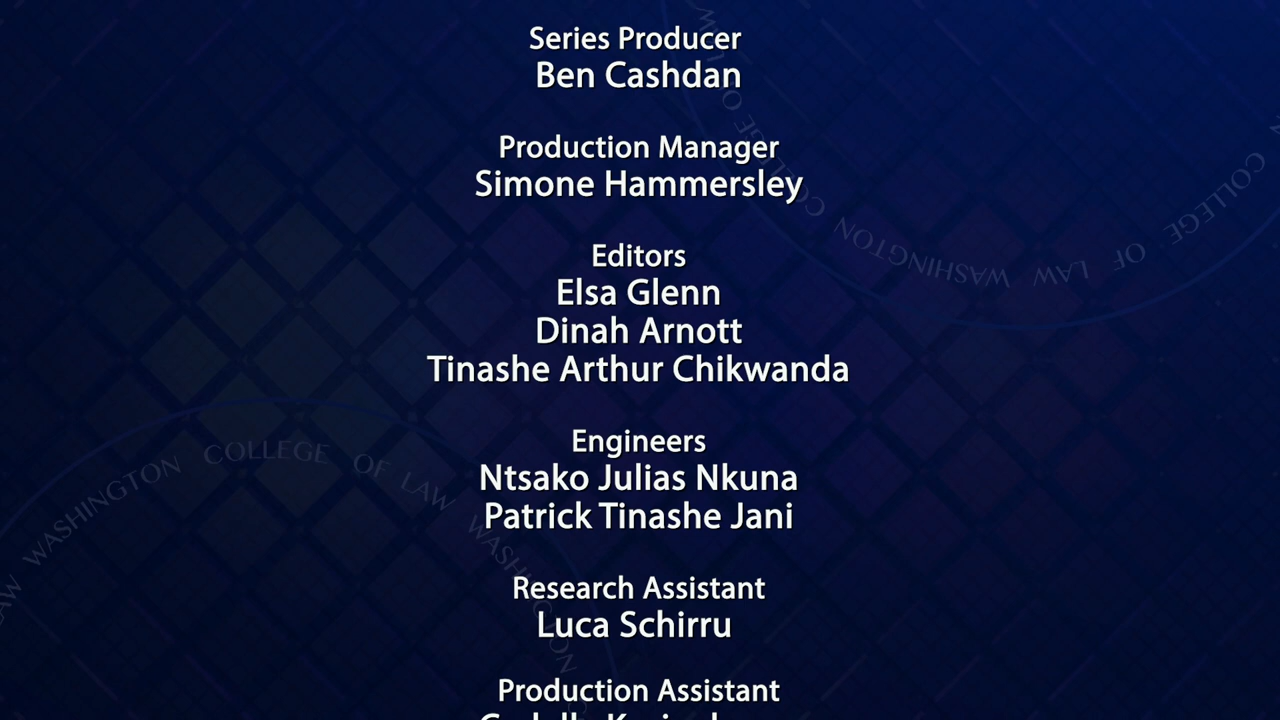 Series Producer
Ben Cashdan
Production Manager
Simone Hammersley
Editors
Elsa Glenn
Dinah Arnott
Tinashe Arthur Chikwanda
Engineers
Ntsako Julias Nkuna
Patrick Tinashe Jani
Research Assistant
Luca Schirru
Production Assistant
WASHINGTON COLLEGE OF LAW
WASHINGTON COLLEGE OF LAW WASHINGTON